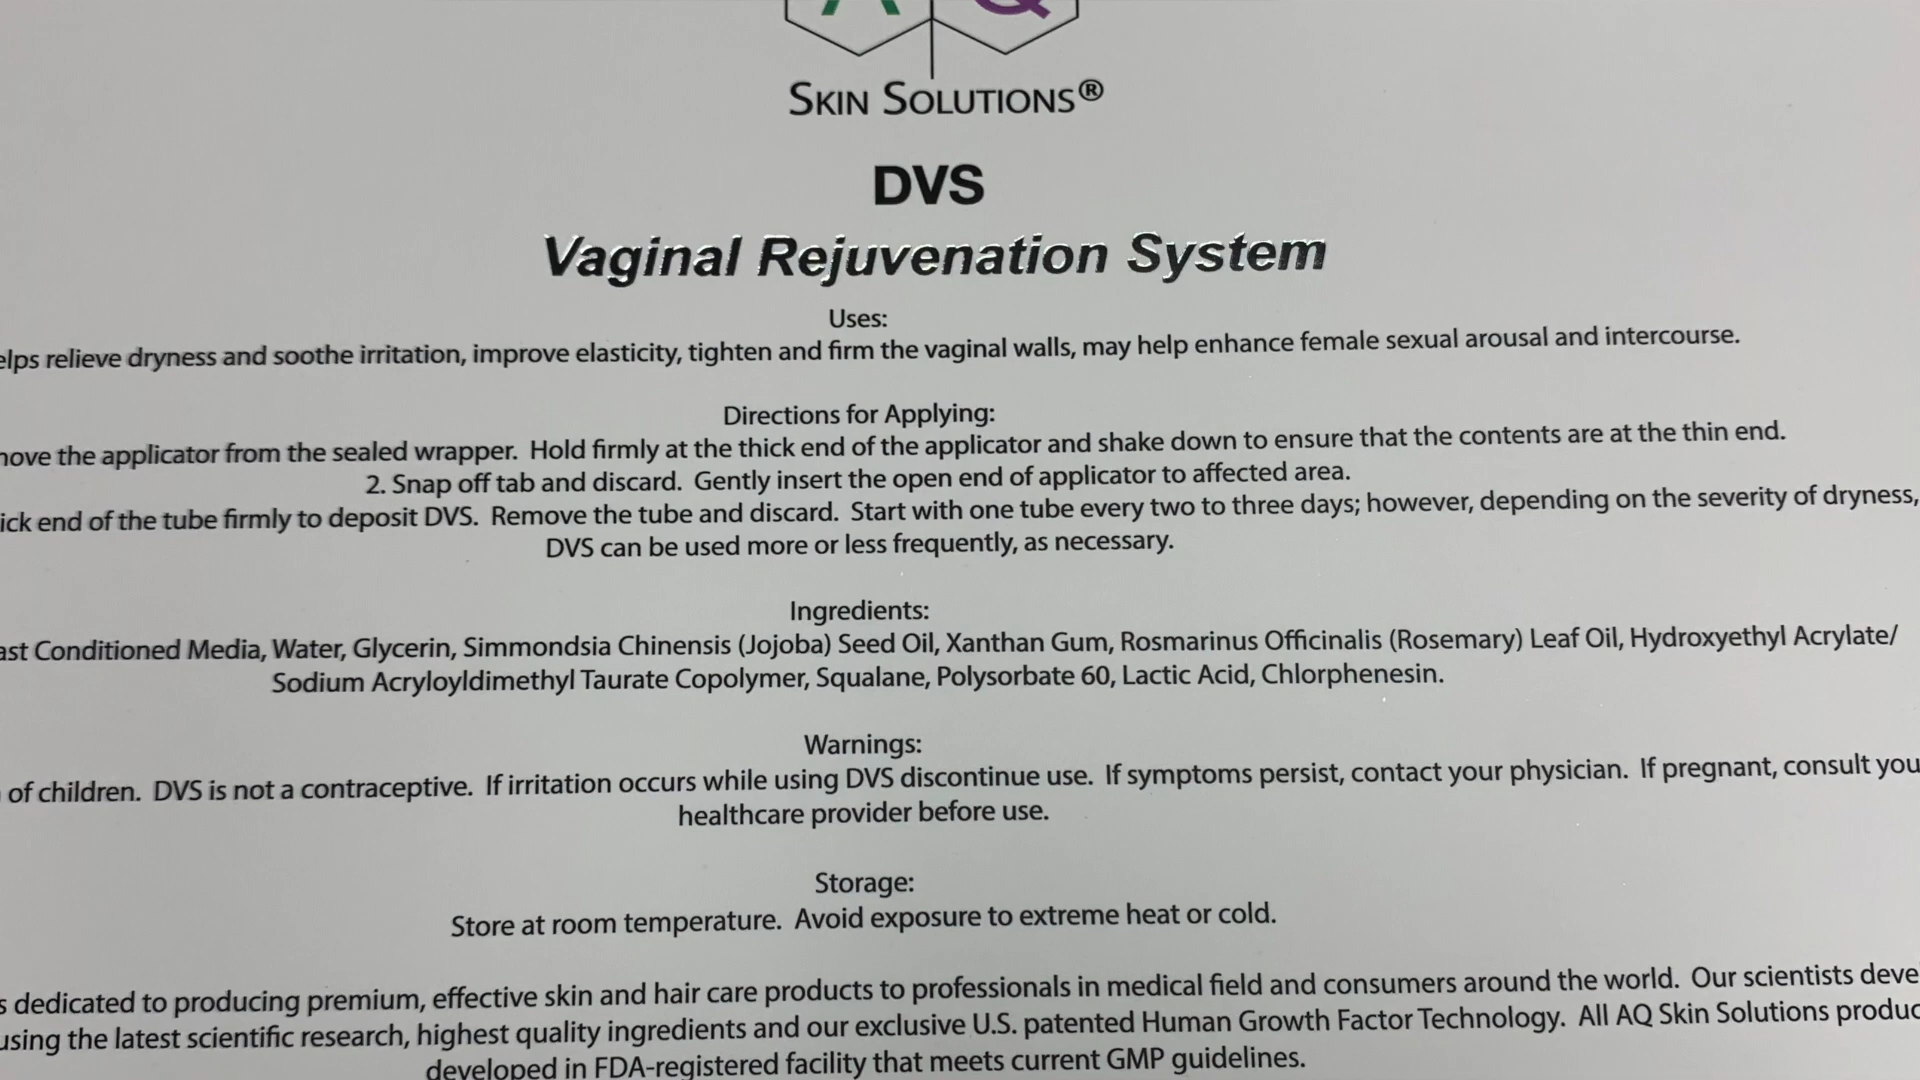 SKIN SOLUTIONS®
DVS
Vaginal Rejuvenation System
Uses:
relieve dryness and soothe irritation, improve elasticity, tighten and firm the vaginal walls, may help enhance female sexual arousal and intercourse.
Directions for Applying:
the applicator from the sealed wrapper. Hold firmly at the thick end of the applicator and shake down to ensure that the contents are at the thin end.
2. Snap off tab and discard. Gently insert the open end of applicator to affected area.
end of the tube firmly to deposit DVS. Remove the tube and discard. Start with one tube every two to three days; however, depending on the severity of dryness,
DVS can be used more or less frequently, as necessary.
Ingredients:
Conditioned Media, Water, Glycerin, Simmondsia Chinensis (Jojoba) Seed Oil, Xanthan Gum, Rosmarinus Officinalis (Rosemary) Leaf Oil, Hydroxyethyl Acrylate/
Sodium Acryloyldimethyl Taurate Copolymer, Squalane, Polysorbate 60, Lactic Acid, Chlorphenesin.
Warnings:
of children. DVS is not a contraceptive. If irritation occurs while using DVS discontinue use. If symptoms persist, contact your physician. If pregnant, consult
healthcare provider before use.
Storage:
Store at room temperature. Avoid exposure to extreme heat or cold.
dedicated to producing premium, effective skin and hair care products to professionals in medical field and consumers around the world. Our scientists
using the latest scientific research, highest quality ingredients and our exclusive U.S. patented Human Growth Factor Technology. All AQ Skin Solutions
developed in FDA-registered facility that meets current GMP guidelines.